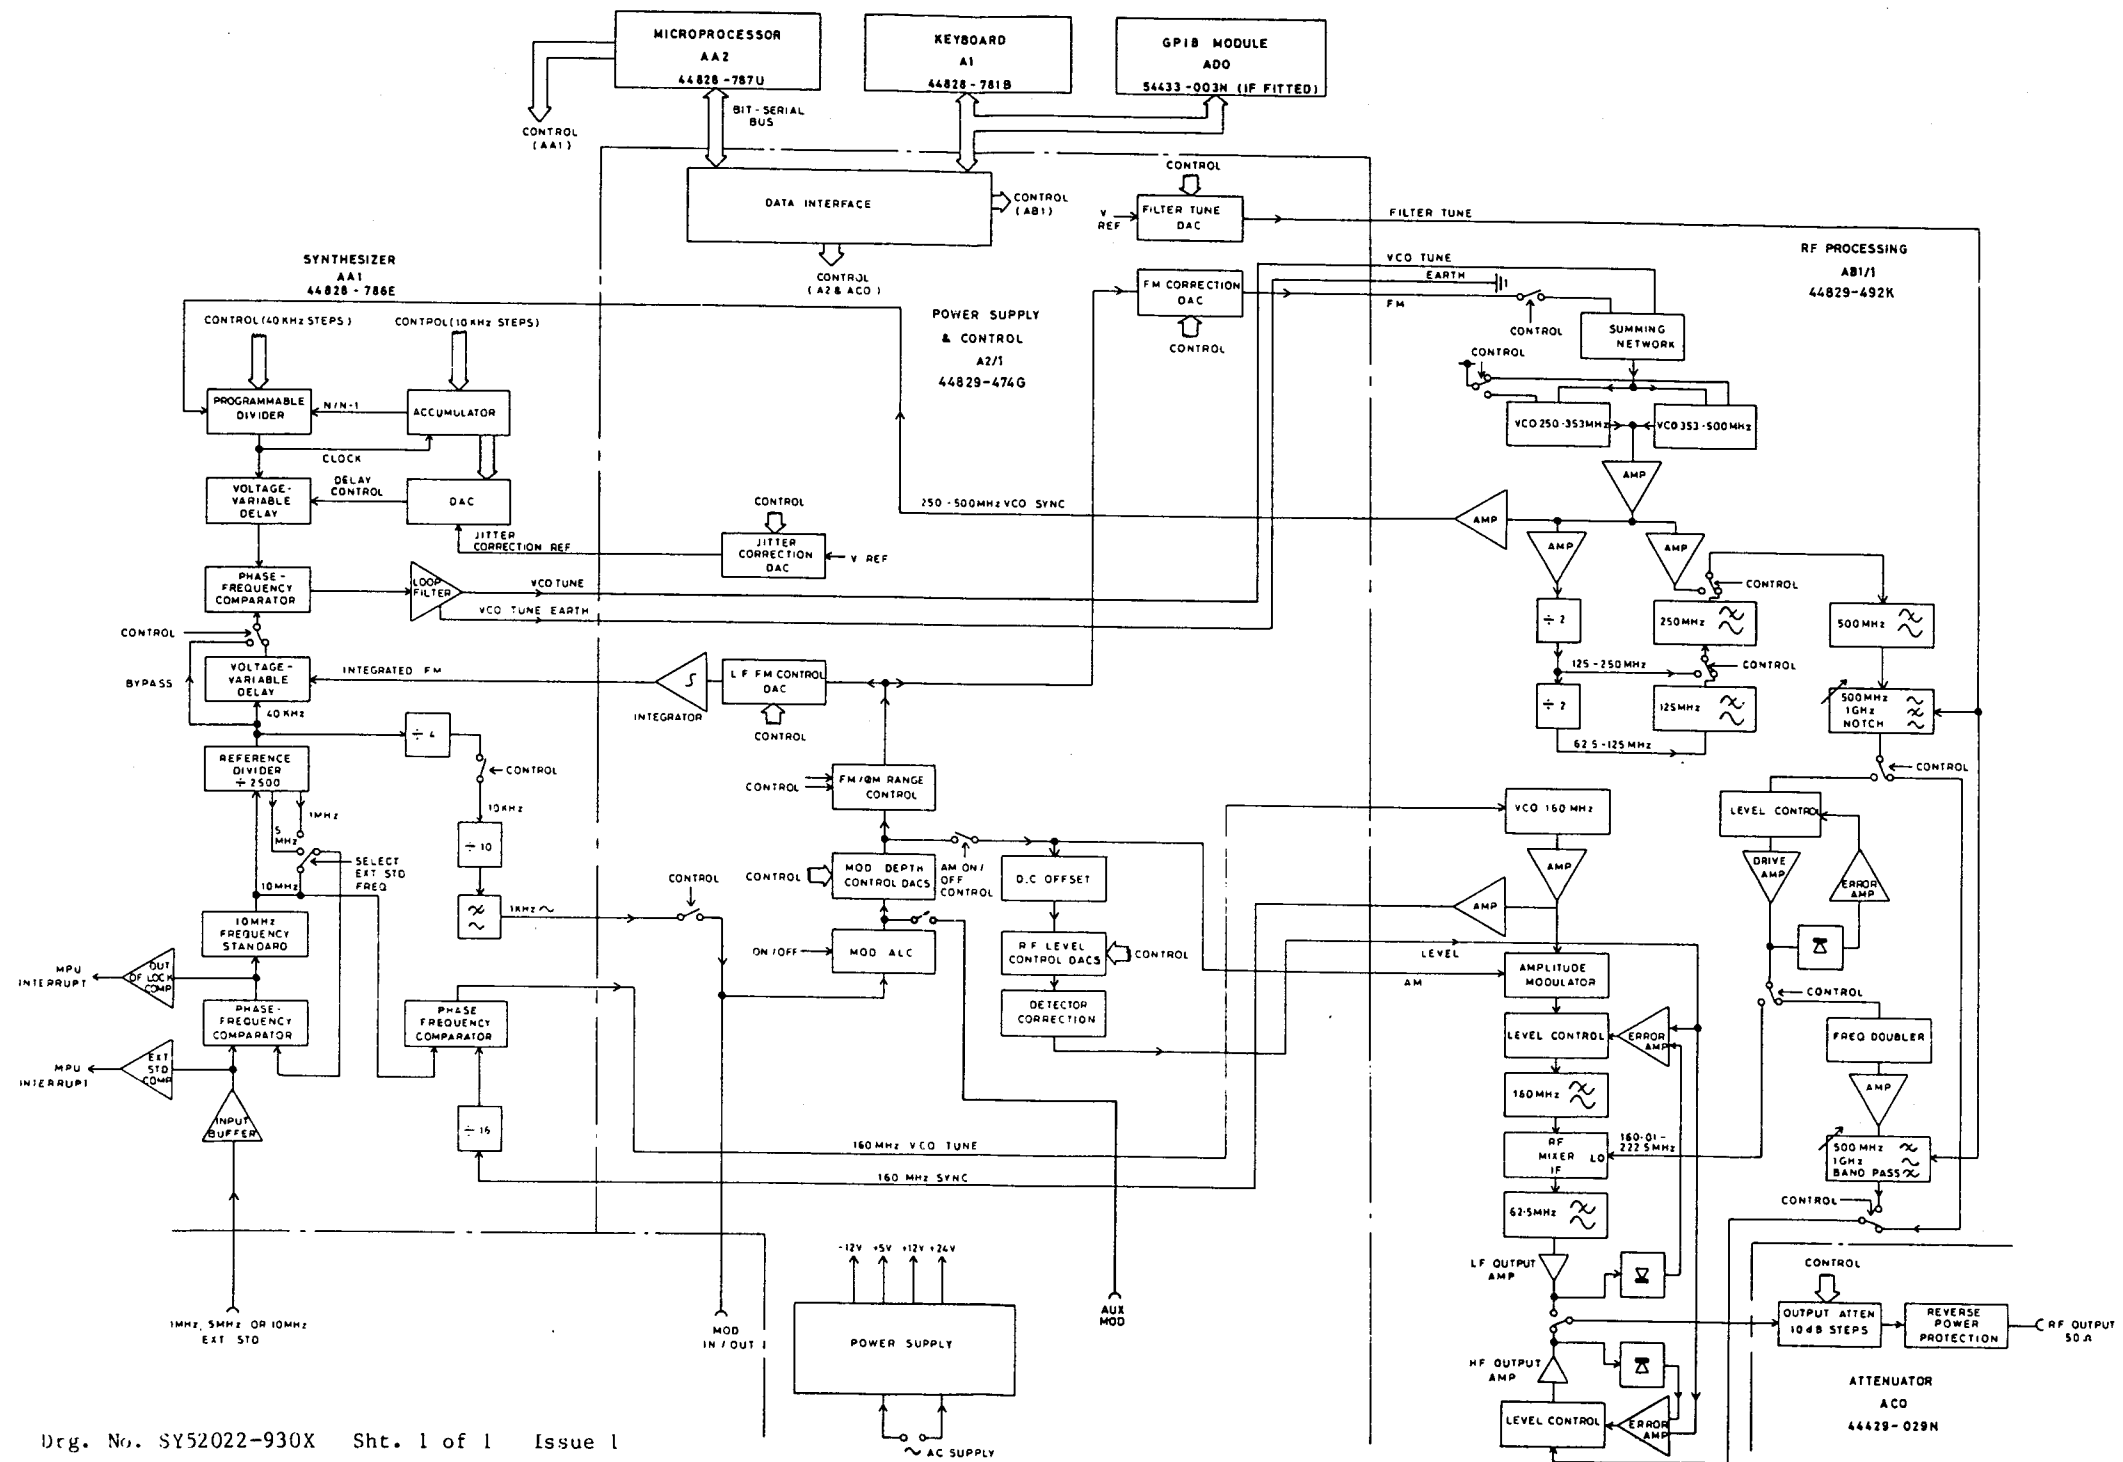 MICROPROCESSOR
AA2
44828-787U
KEYBOARD
A1
44828-781B
GPIB MODULE
AD0
54433-003N (IF FITTED)
CONTROL
(AA1)
BIT-SERIAL
BUS
DATA INTERFACE
CONTROL
(AB1)
CONTROL
(A2 & AC0)
CONTROL
V
REF
FILTER TUNE
DAC
FILTER TUNE
RF PROCESSING
AB1/1
44829-492K
SYNTHESIZER
AA1
44828-786E
VCO TUNE
EARTH
FM CORRECTION
DAC
FM
CONTROL
CONTROL
POWER SUPPLY
& CONTROL
A2/1
44829-474G
SUMMING
NETWORK
CONTROL
CONTROL (40KHz STEPS)
CONTROL (10KHz STEPS)
PROGRAMMABLE
DIVIDER
N/N-1
ACCUMULATOR
CLOCK
VCO 250-353MHz
VCO 353-500MHz
AMP
VOLTAGE-
VARIABLE
DELAY
DELAY
CONTROL
DAC
CONTROL
250-500MHz VCO SYNC
AMP
JITTER
CORRECTION REF
JITTER
CORRECTION
DAC
V REF
AMP
AMP
CONTROL
PHASE-
FREQUENCY
COMPARATOR
LOOP
FILTER
VCO TUNE
VCO TUNE EARTH
÷ 2
250MHz
500MHz
CONTROL
125-250MHz
CONTROL
BYPASS
VOLTAGE-
VARIABLE
DELAY
INTEGRATED FM
∫
INTEGRATOR
LF FM CONTROL
DAC
CONTROL
÷ 2
125MHz
62.5-125MHz
500MHz
1GHz
NOTCH
40KHz
÷ 4
CONTROL
REFERENCE
DIVIDER
÷ 2500
5
MHz
1MHz
10KHz
CONTROL
FM/ØM RANGE
CONTROL
VCO 160 MHz
CONTROL
LEVEL CONTROL
÷ 10
SELECT
EXT STD
FREQ
10MHz
CONTROL
MOD DEPTH
CONTROL DACS
AM ON/
OFF
CONTROL
D.C OFFSET
AMP
DRIVE
AMP
ERROR
AMP
1KHz ~
CONTROL
AMP
10MHz
FREQUENCY
STANDARD
ON/OFF
MOD ALC
RF LEVEL
CONTROL DACS
CONTROL
LEVEL
AM
AMPLITUDE
MODULATOR
MPU
INTERRUPT
OUT
OF LOCK
COMP
PHASE-
FREQUENCY
COMPARATOR
PHASE
FREQUENCY
COMPARATOR
DETECTOR
CORRECTION
CONTROL
LEVEL CONTROL
ERROR
AMP
FREQ DOUBLER
MPU
INTERRUPT
EXT
STD
COMP
160MHz
AMP
INPUT
BUFFER
÷ 16
160MHz VCO TUNE
RF
MIXER
IF
LO
160.01-
222.5MHz
500MHz
1GHz
BAND PASS
160 MHz SYNC
62.5MHz
CONTROL
-12V
+5V
+12V
+24V
LF OUTPUT
AMP
CONTROL
1MHz, 5MHz OR 10MHz
EXT STD
MOD
IN/OUT
POWER SUPPLY
AUX
MOD
OUTPUT ATTEN
10dB STEPS
REVERSE
POWER
PROTECTION
RF OUTPUT
50Ω
HF OUTPUT
AMP
ATTENUATOR
AC0
44429-029N
LEVEL CONTROL
ERROR
AMP
~ AC SUPPLY
Drg. No. SY52022-930X Sht. 1 of 1 Issue 1